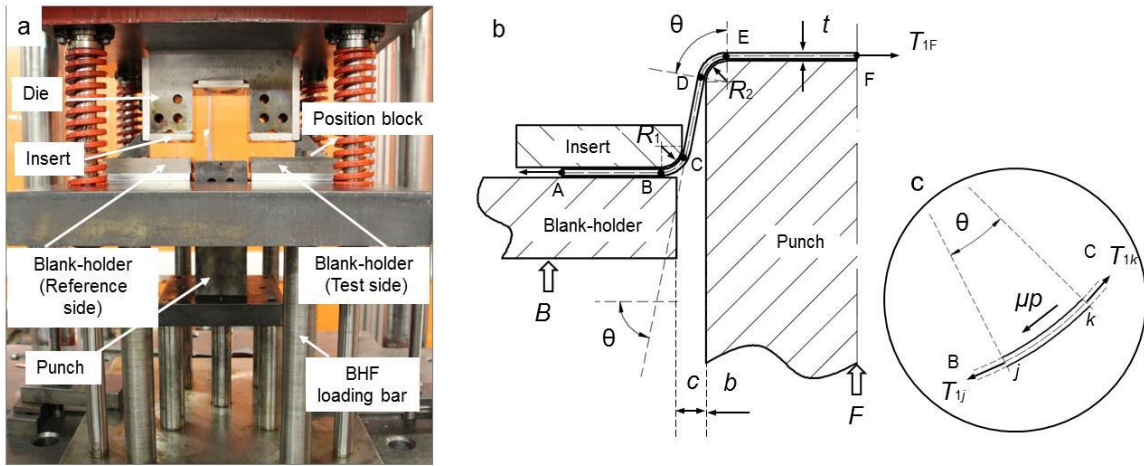 a
Die
Insert
Position block
Blank-holder
(Reference
side)
Blank-holder
(Test side)
Punch
BHF
loading bar
b
θ
E
t
T1F
D
R2
F
R1
Insert
C
A
B
Blank-holder
Punch
B
θ
c
b
F
c
θ
C
T1k
μp
k
B
j
T1j